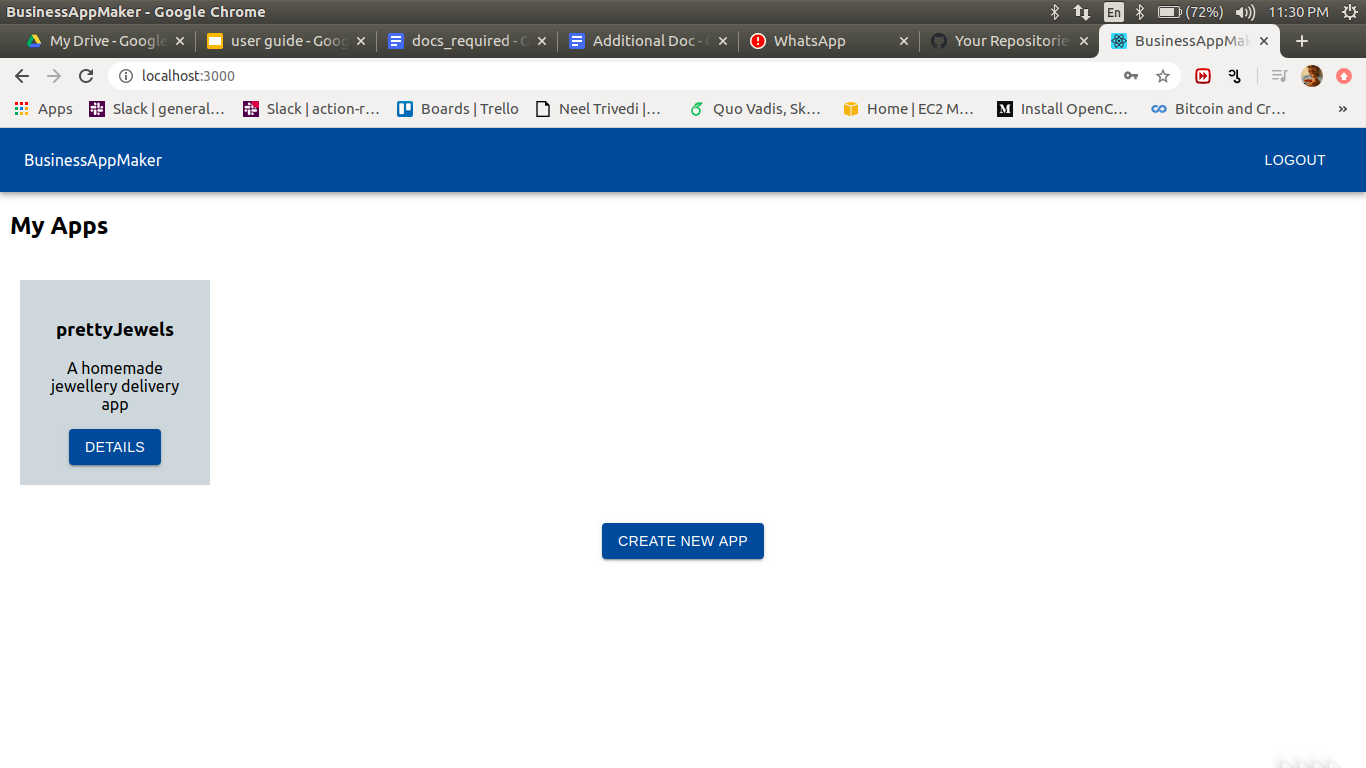 BusinessAppMaker - Google Chrome
En (72%) 11:30 PM
My Drive - Google
user guide - Goog
docs_required - G
Additional Doc - G
WhatsApp
Your Repositorie
BusinessAppMak
localhost:3000
Apps
Slack | general...
Slack | action-r...
Boards | Trello
Neel Trivedi |...
Quo Vadis, Sk...
Home | EC2 M...
Install OpenC...
Bitcoin and Cr...
»
BusinessAppMaker
LOGOUT
My Apps
prettyJewels
A homemade
jewellery delivery
app
DETAILS
CREATE NEW APP